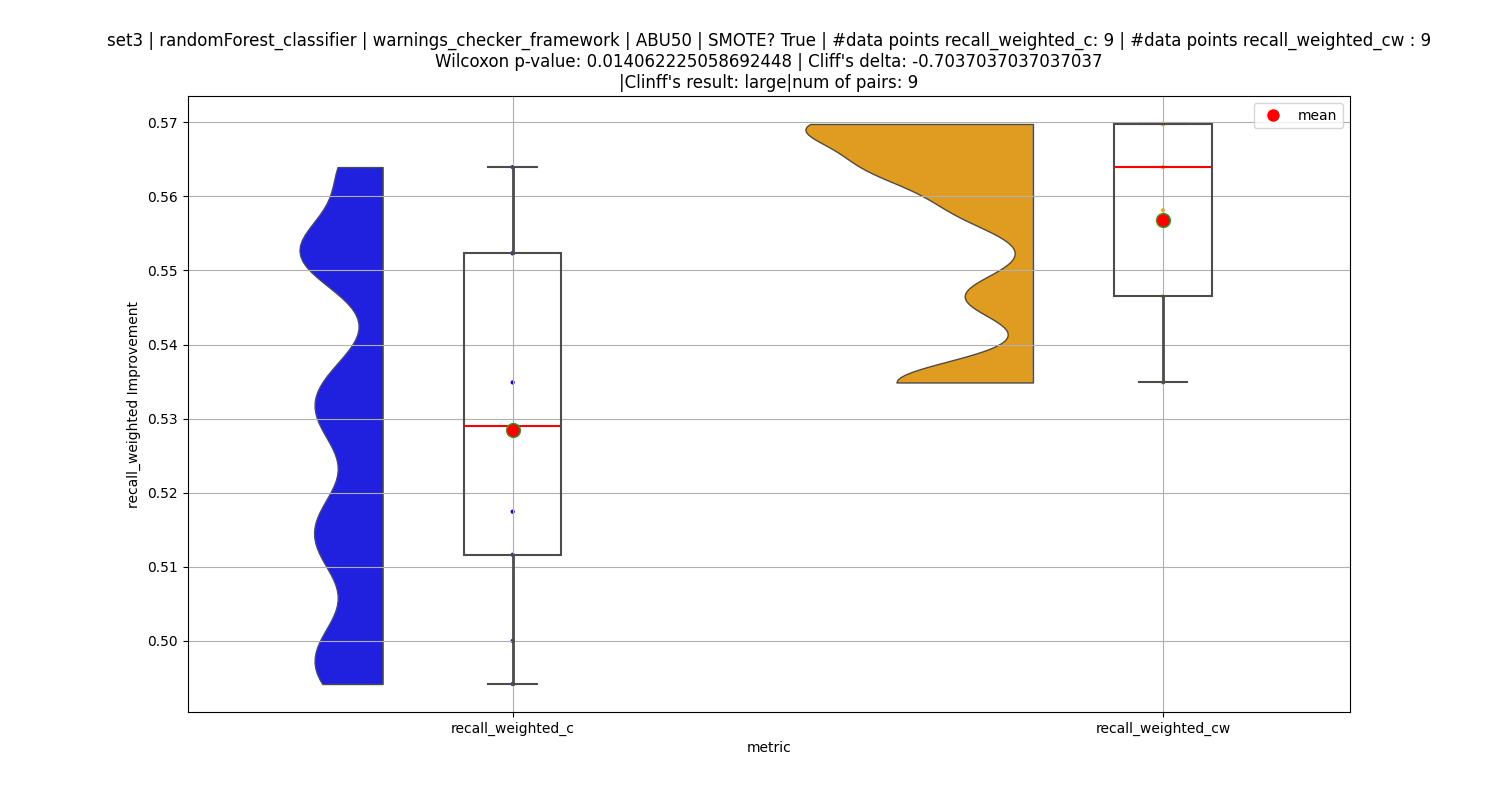 set3 | randomForest_classifier | warnings_checker_framework | ABU50 | SMOTE? True | #data points recall_weighted_c: 9 | #data points recall_weighted_cw : 9
Wilcoxon p-value: 0.014062225058692448 | Cliff's delta: -0.7037037037037037
|Clinff's result: large|num of pairs: 9
mean
0.57
0.56
0.55
0.54
0.53
0.52
0.51
0.50
recall_weighted Improvement
recall_weighted_c
recall_weighted_cw
metric